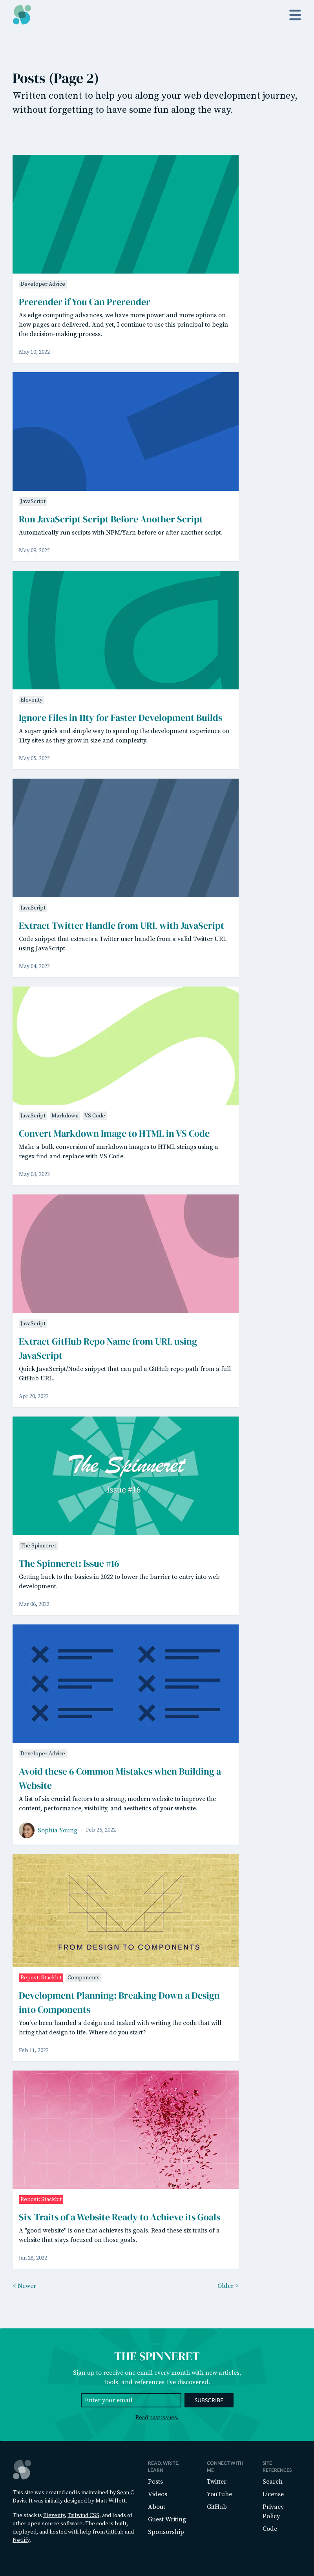 Posts (Page 2)
Written content to help you along your web development journey,
without forgetting to have some fun along the way.
Developer Advice
Prerender if You Can Prerender
As edge computing advances, we have more power and more options on
how pages are delivered. And yet, I continue to use this principal to begin
the decision-making process.
May 10, 2022
JavaScript
Run JavaScript Script Before Another Script
Automatically run scripts with NPM/Yarn before or after another script.
May 09, 2022
Eleventy
Ignore Files in 11ty for Faster Development Builds
A super quick and simple way to speed up the development experience on
11ty sites as they grow in size and complexity.
May 05, 2022
JavaScript
Extract Twitter Handle from URL with JavaScript
Code snippet that extracts a Twitter user handle from a valid Twitter URL
using JavaScript.
May 04, 2022
JavaScript Markdown VS Code
Convert Markdown Image to HTML in VS Code
Make a bulk conversion of markdown images to HTML strings using a
regex find and replace with VS Code.
May 03, 2022
JavaScript
Extract GitHub Repo Name from URL using
JavaScript
Quick JavaScript/Node snippet that can pul a GitHub repo path from a full
GitHub URL.
Apr 20, 2022
The Spinneret
Issue #16
The Spinneret
The Spinneret: Issue #16
Getting back to the basics in 2022 to lower the barrier to entry into web
development.
Mar 06, 2022
Developer Advice
Avoid these 6 Common Mistakes when Building a
Website
A list of six crucial factors to a strong, modern website to improve the
content, performance, visibility, and aesthetics of your website.
Sophia Young Feb 25, 2022
FROM DESIGN TO COMPONENTS
Repost: Stackbit Components
Development Planning: Breaking Down a Design
into Components
You've been handed a design and tasked with writing the code that will
bring that design to life. Where do you start?
Feb 11, 2022
Repost: Stackbit
Six Traits of a Website Ready to Achieve its Goals
A "good website" is one that achieves its goals. Read these six traits of a
website that stays focused on those goals.
Jan 28, 2022
< Newer Older >
THE SPINNERET
Sign up to receive one email every month with new articles,
tools, and references I've discovered.
Enter your email SUBSCRIBE
Read past issues.
This site was created and is maintained by Sean C
Davis. It was initially designed by Matt Willett.
The stack is Eleventy, Tailwind CSS, and loads of
other open source software. The code is built,
deployed, and hosted with help from GitHub and
Netlify.
READ, WRITE,
LEARN
Posts
Videos
About
Guest Writing
Sponsorship
CONNECT WITH
ME
Twitter
YouTube
GitHub
SITE
REFERENCES
Search
License
Privacy
Policy
Code